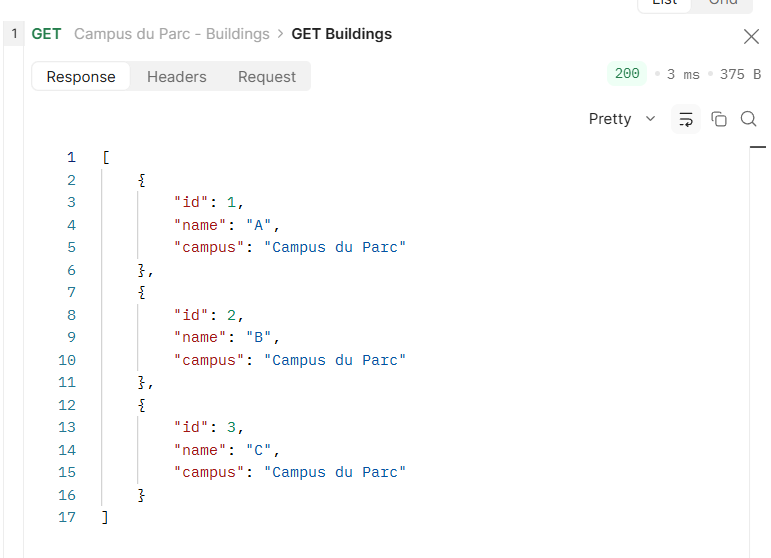 List Grid
1 GET Campus du Parc - Buildings > GET Buildings
Response Headers Request 200 • 3 ms • 375 B
Pretty
1 [
2 {
3 "id": 1,
4 "name": "A",
5 "campus": "Campus du Parc"
6 },
7 {
8 "id": 2,
9 "name": "B",
10 "campus": "Campus du Parc"
11 },
12 {
13 "id": 3,
14 "name": "C",
15 "campus": "Campus du Parc"
16 }
17 ]